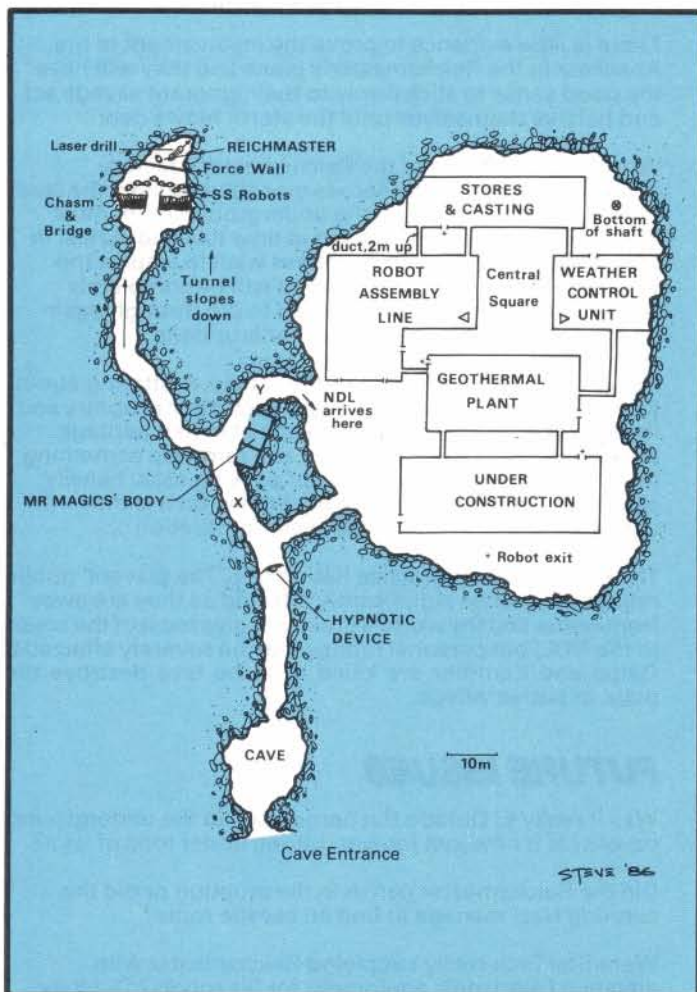 Laser drill
REICHMASTER
Force Wall
SS Robots
Chasm
& Bridge
Tunnel
slopes
down
STORES
& CASTING
Bottom
of shaft
duct, 2m up
ROBOT
ASSEMBLY
LINE
Central
Square
WEATHER
CONTROL
UNIT
Y
NDL
arrives
here
GEOTHERMAL
PLANT
MR MAGICS' BODY
X
UNDER
CONSTRUCTION
Robot exit
HYPNOTIC
DEVICE
CAVE
10m
Cave Entrance
STEVE '86